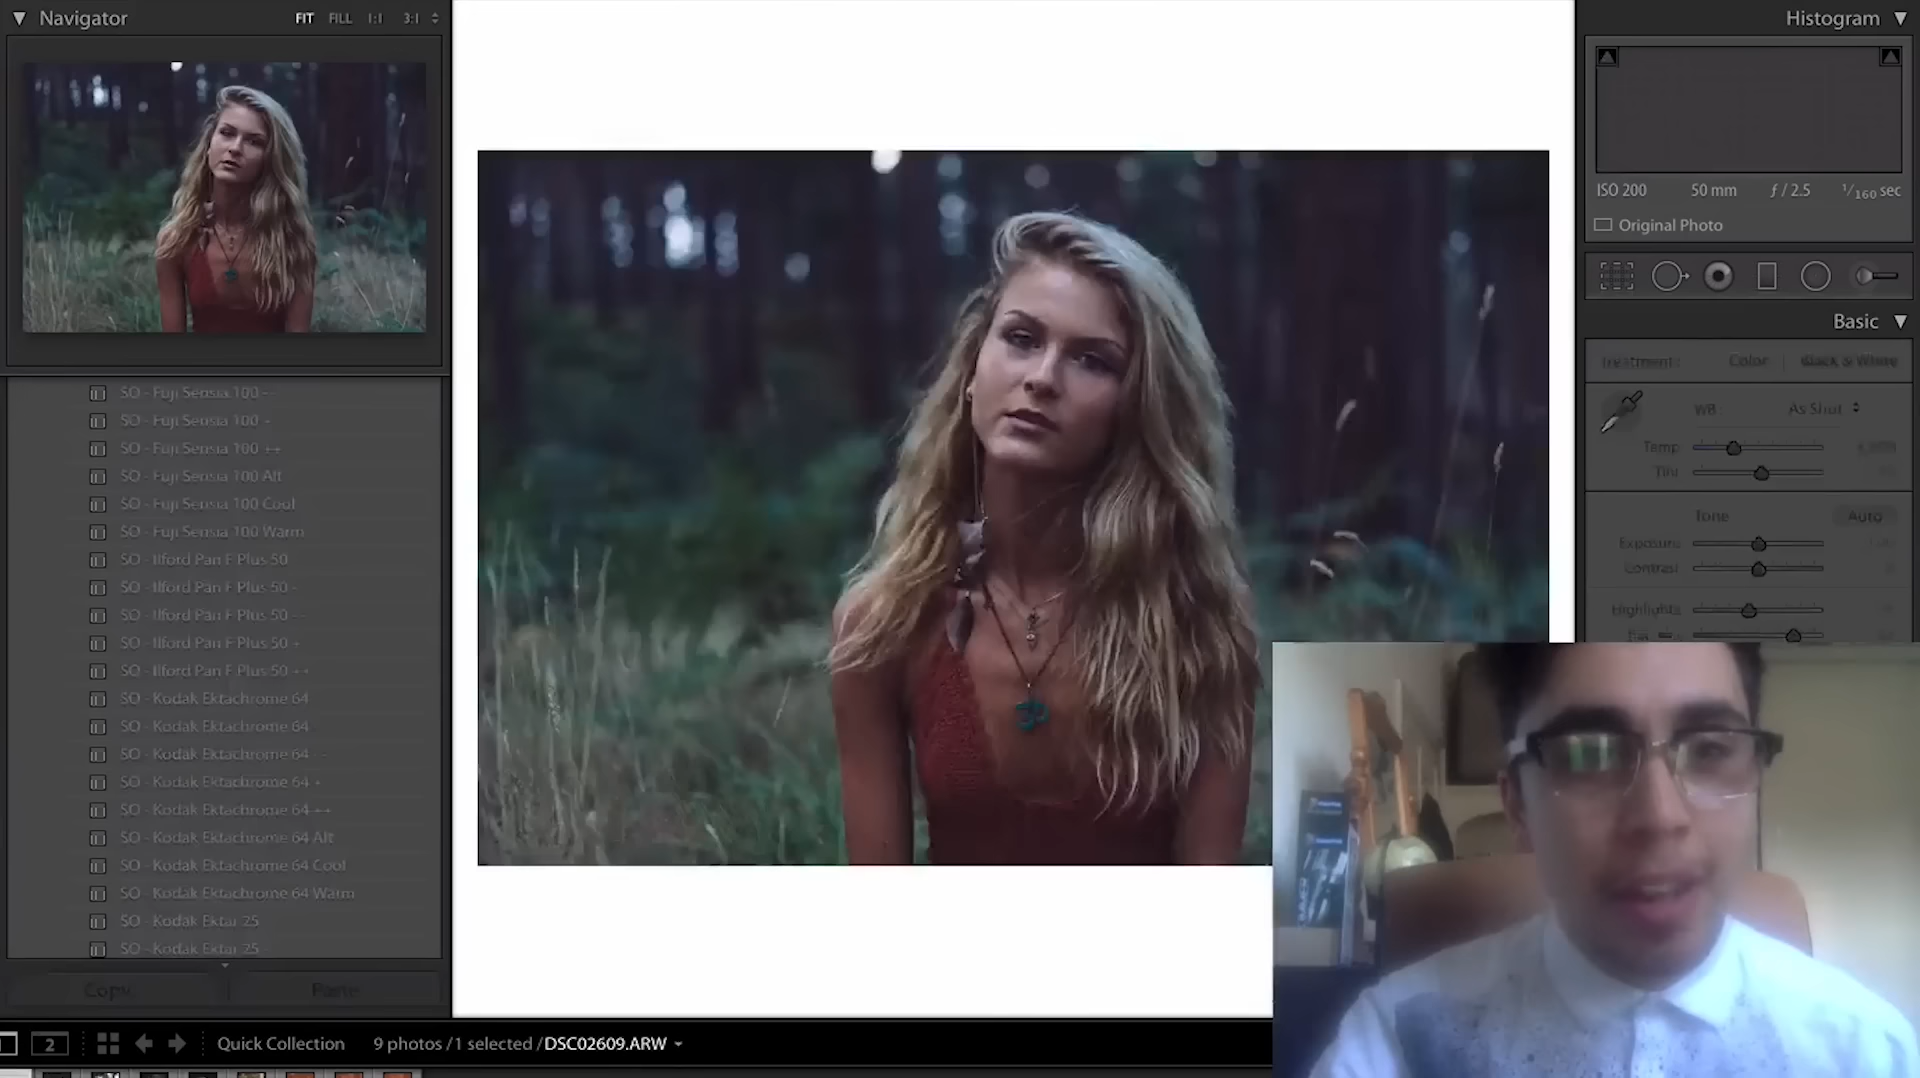 Navigator
FIT FILL 1:1 3:1
SO - Fuji Sensia 100 -
SO - Fuji Sensia 100 -
SO - Fuji Sensia 100 ++
SO - Fuji Sensia 100 Alt
SO - Fuji Sensia 100 Cool
SO - Fuji Sensia 100 Warm
SO - Ilford Pan F Plus 50
SO - Ilford Pan F Plus 50 -
SO - Ilford Pan F Plus 50 --
SO - Ilford Pan F Plus 50 +
SO - Ilford Pan F Plus 50 ++
SO - Kodak Ektachrome 64
SO - Kodak Ektachrome 64
SO - Kodak Ektachrome 64 --
SO - Kodak Ektachrome 64 +
SO - Kodak Ektachrome 64 ++
SO - Kodak Ektachrome 64 Alt
SO - Kodak Ektachrome 64 Cool
SO - Kodak Ektachrome 64 Warm
SO - Kodak Ektar 25
SO - Kodak Ektar 25 -
Copy...
Paste
2
Quick Collection
9 photos / 1 selected / DSC02609.ARW
Histogram
ISO 200 50 mm ƒ / 2.5 1/160 sec
Original Photo
Basic
Treatment: Color Black & White
WB: As Shot
Temp
Tint
Tone Auto
Exposure
Contrast
Highlights